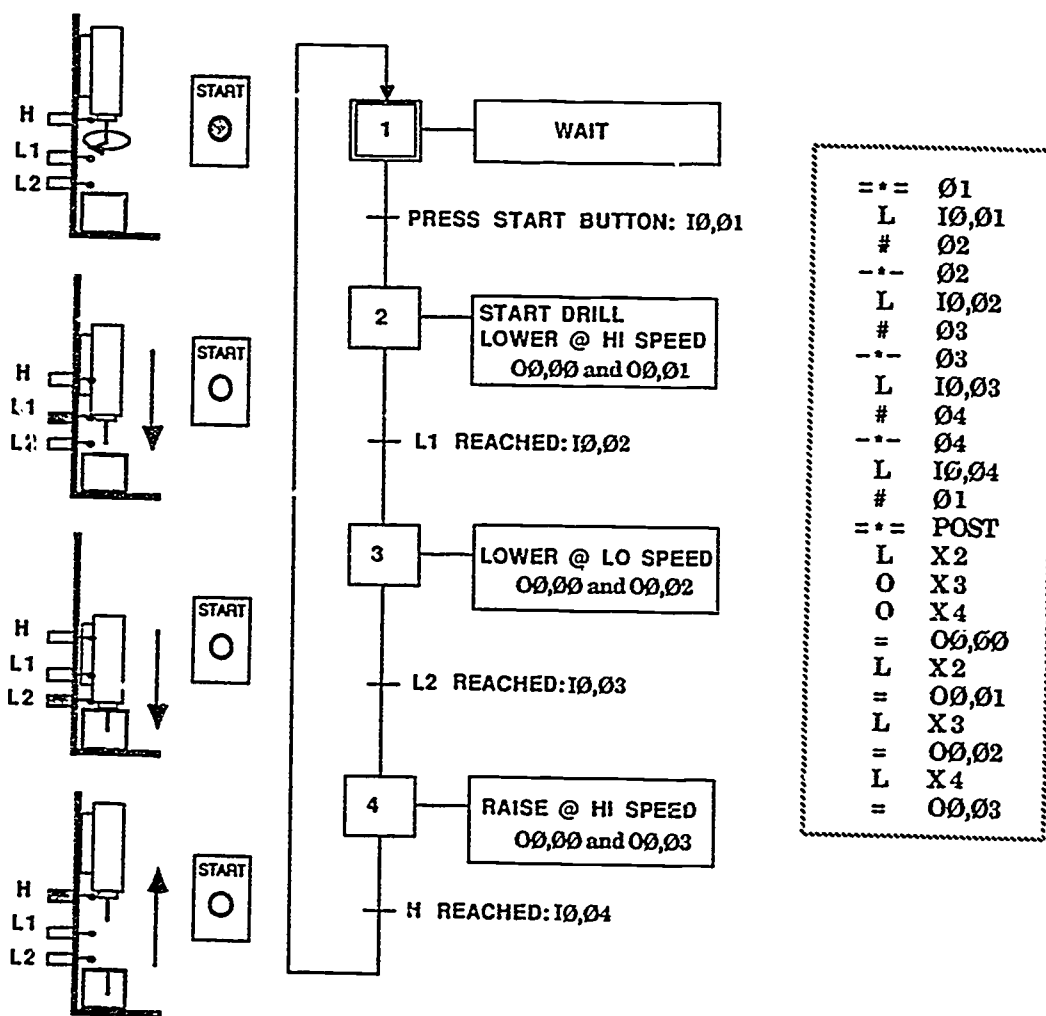 H
L1
L2
START
H
L1
L2
START
H
L1
L2
START
H
L1
L2
START
1
WAIT
PRESS START BUTTON: IØ,Ø1
2
START DRILL
LOWER @ HI SPEED
OØ,ØØ and OØ,Ø1
L1 REACHED: IØ,Ø2
3
LOWER @ LO SPEED
OØ,ØØ and OØ,Ø2
L2 REACHED: IØ,Ø3
4
RAISE @ HI SPEED
OØ,ØØ and OØ,Ø3
H REACHED: IØ,Ø4
=*= Ø1
L IØ,Ø1
# Ø2
-*- Ø2
L IØ,Ø2
# Ø3
-*- Ø3
L IØ,Ø3
# Ø4
-*- Ø4
L IØ,Ø4
# Ø1
=*= POST
L X2
O X3
O X4
= OØ,ØØ
L X2
= OØ,Ø1
L X3
= OØ,Ø2
L X4
= OØ,Ø3